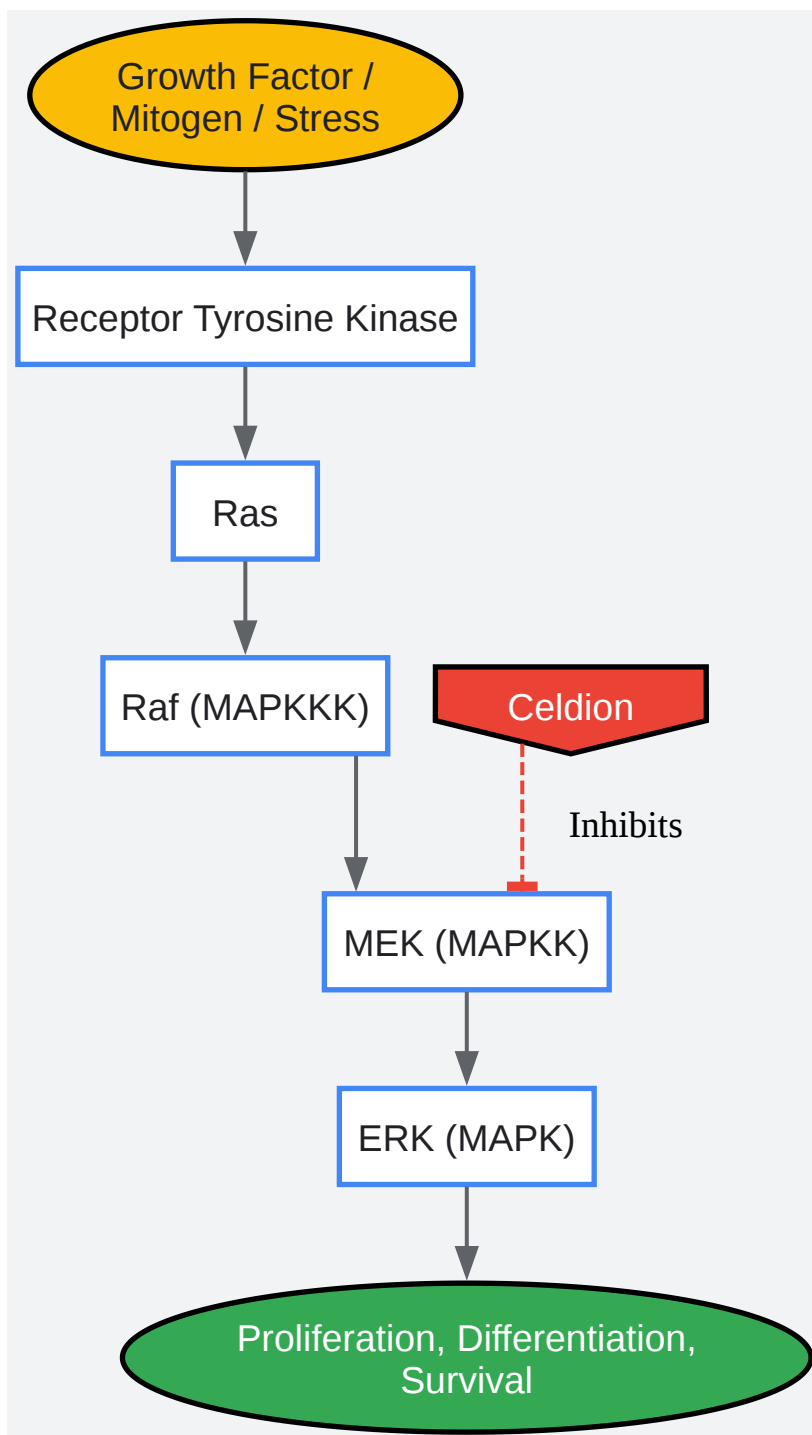 Growth Factor /
Mitogen / Stress
Receptor Tyrosine Kinase
Ras
Raf (MAPKKK)
Celdion
Inhibits
MEK (MAPKK)
ERK (MAPK)
Proliferation, Differentiation,
Survival